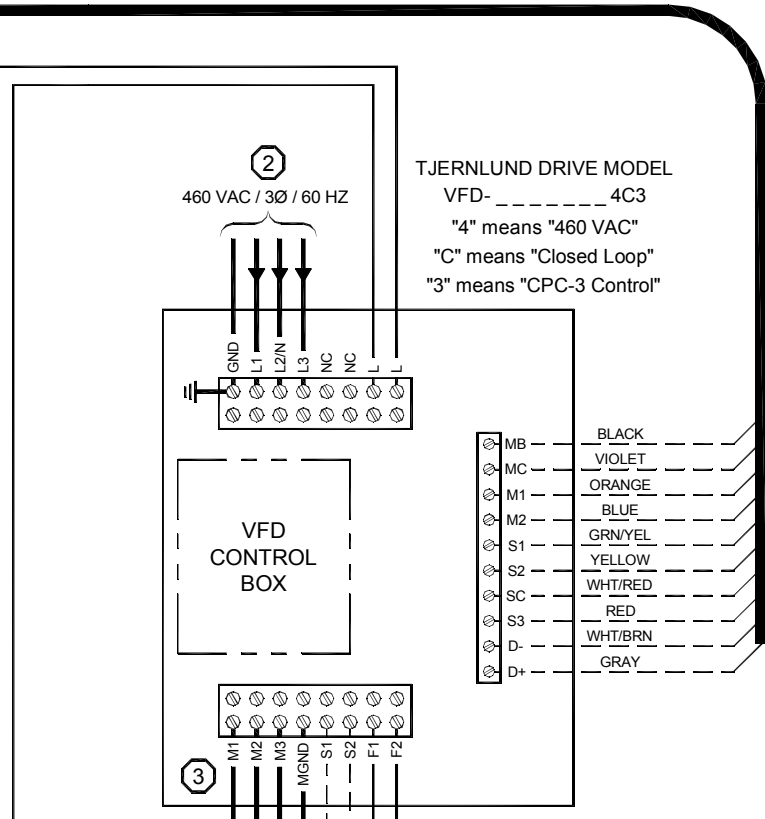 2
460 VAC / 3Ø / 60 HZ
TJERNLUND DRIVE MODEL
VFD- _ _ _ _ _ _ _ 4C3
"4" means "460 VAC"
"C" means "Closed Loop"
"3" means "CPC-3 Control"
GND
L1
L2/N
L3
NC
NC
L
L
MB BLACK
MC VIOLET
M1 ORANGE
M2 BLUE
S1 GRN/YEL
S2 YELLOW
SC WHT/RED
S3 RED
D- WHT/BRN
D+ GRAY
VFD
CONTROL
BOX
3
M1
M2
M3
MGND
S1
S2
F1
F2